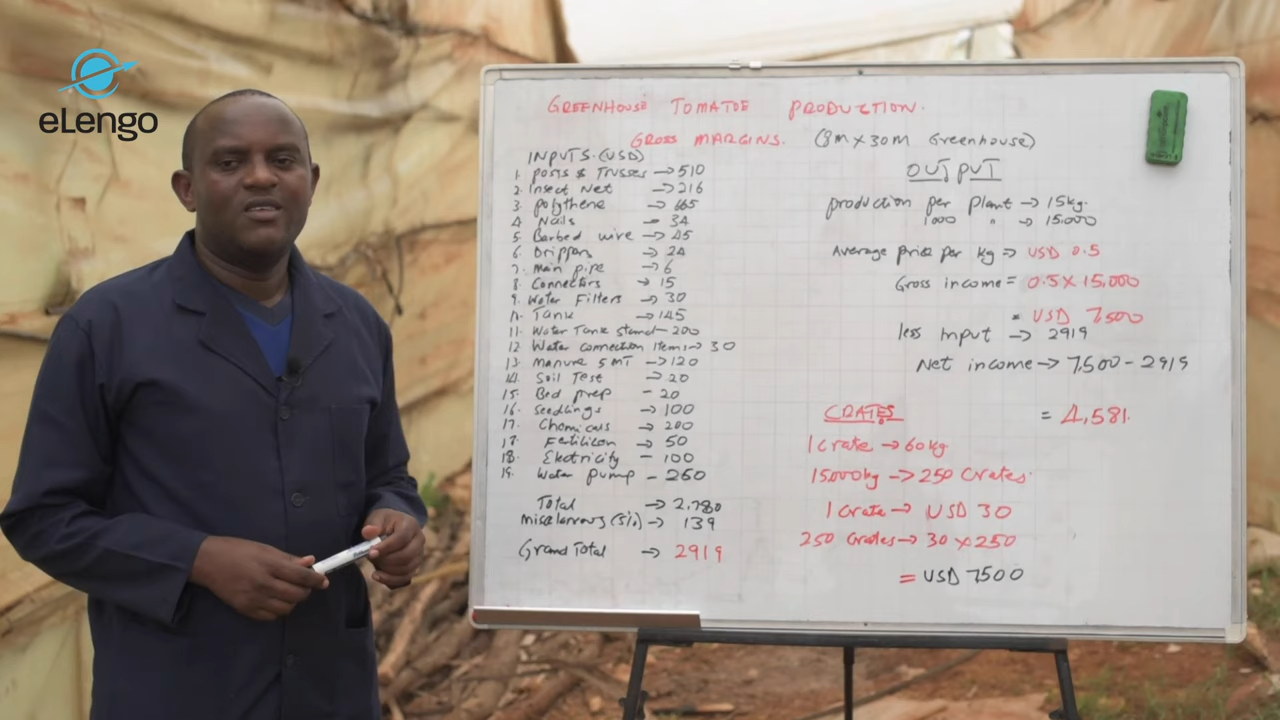 eLengo
GREENHOUSE TOMATOE PRODUCTION.
GROSS MARGINS. (8M X 30M Greenhouse)
INPUTS (USD)
1. Posts & Trusses → 510
2. Insect Net → 216
3. Polythene → 665
4. Nails - 34
5. Barbed wire → 45
6. Drippers → 24
7. Main pipe → 6
8. Connectors → 15
9. Water Filters → 30
Tank → 145
11. Water Tank stand - 200
12 Water connection Items → 30
13. Manure 5MT → 120
14. Soil Test → 20
15. Bed prep - 20
16. Seedlings → 100
17. Chemicals → 200
Fertilizer → 50
18. Electricity - 100
19. Water pump - 250
Total → 2,780
(5%) → 139
Grand Total → 2919
OUTPUT
production per plant → 15kg.
1000 " → 15,000
Average price per kg ⇒ USD 0.5
Gross income = 0.5 X 15,000
= USD 7,500
less Input → 2919
Net income → 7,500 - 2919
= 4,581.
CRATES
1 Crate → 60kg
15000kg → 250 Crates.
1 Crate → USD 30
250 Crates → 30 X 250
= USD 7500